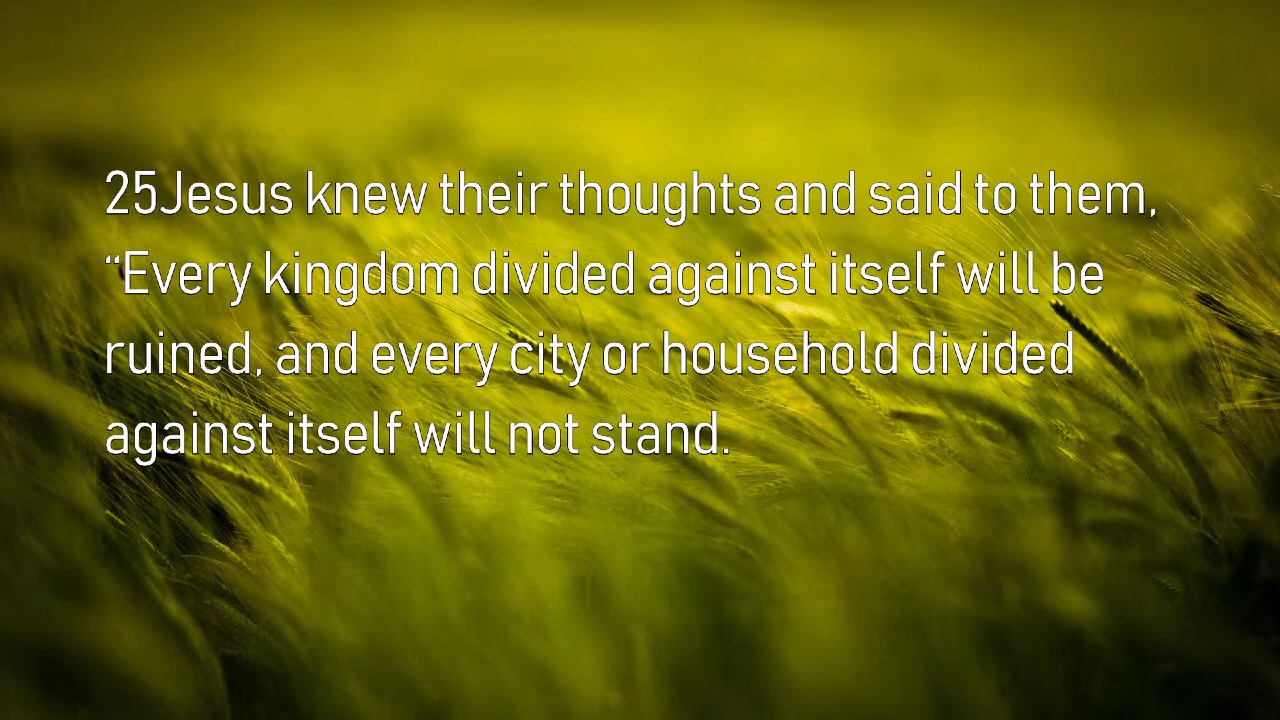 25Jesus knew their thoughts and said to them,
“Every kingdom divided against itself will be
ruined, and every city or household divided
against itself will not stand.